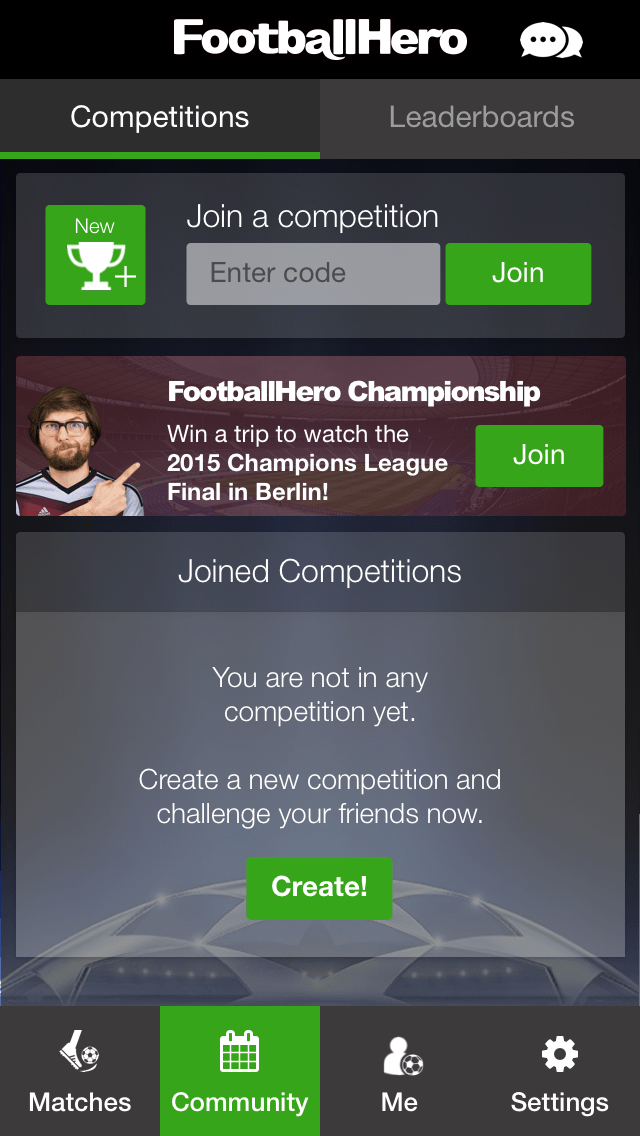 FootballHero
Competitions
Leaderboards
New
Join a competition
Enter code
Join
FootballHero Championship
Win a trip to watch the
2015 Champions League
Final in Berlin!
Join
Joined Competitions
You are not in any
competition yet.
Create a new competition and
challenge your friends now.
Create!
Matches
Community
Me
Settings